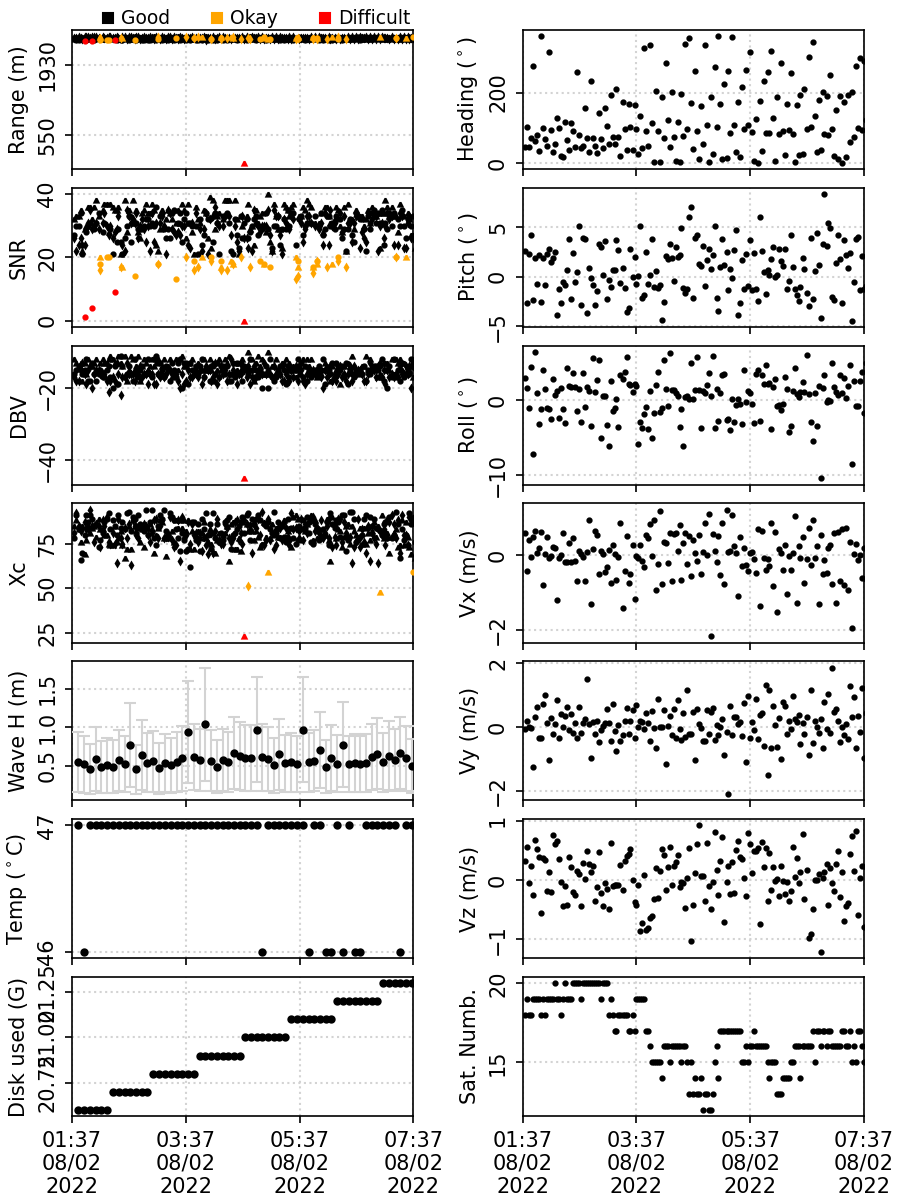 Good Okay Difficult
Range (m)
1930
550
Heading (°)
200
0
SNR
40
20
0
Pitch (°)
5
0
−5
DBV
−20
−40
Roll (°)
0
−10
Xc
75
50
25
Vx (m/s)
0
−2
Wave H (m)
1.5
1.0
0.5
Vy (m/s)
2
0
−2
Temp (°C)
47
46
Vz (m/s)
1
0
−1
Disk used (G)
21.25
21.00
20.75
Sat. Numb.
20
15
01:37 03:37 05:37 07:37 01:37 03:37 05:37 07:37
08/02 08/02 08/02 08/02 08/02 08/02 08/02 08/02
2022 2022 2022 2022 2022 2022 2022 2022